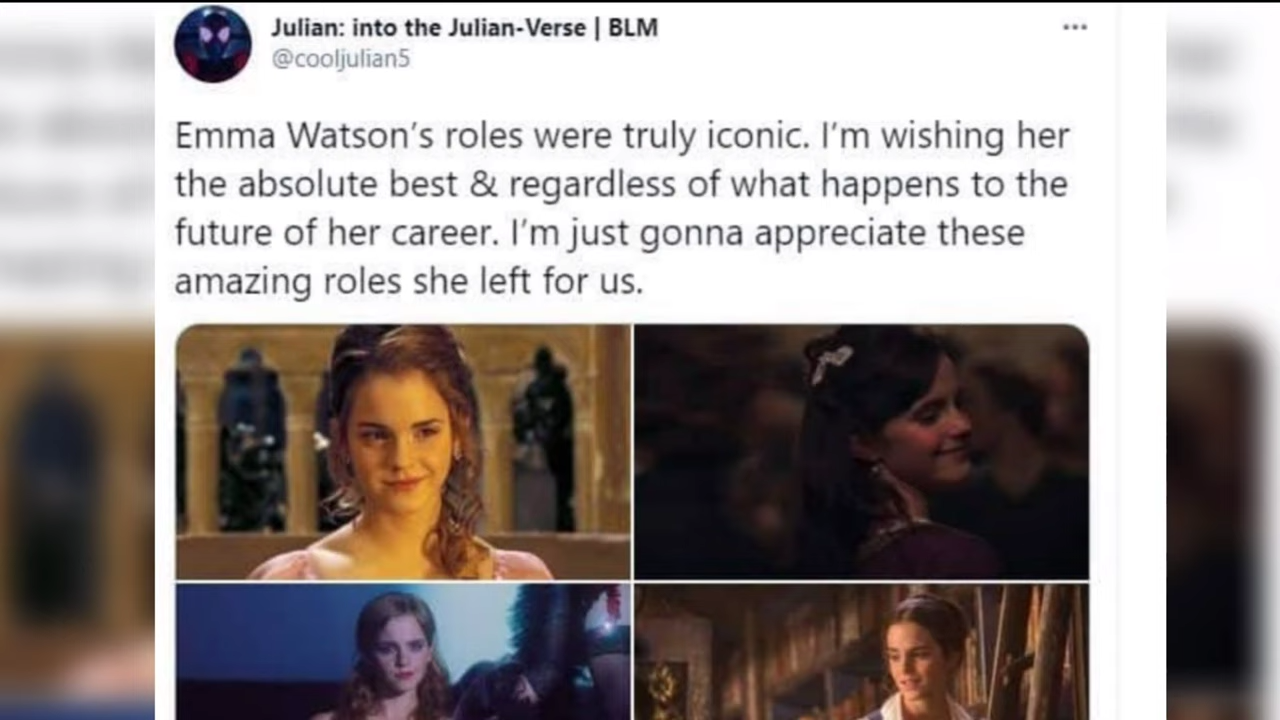 Julian: into the Julian-Verse | BLM
@cooljulian5
Emma Watson's roles were truly iconic. I'm wishing her
the absolute best & regardless of what happens to the
future of her career. I'm just gonna appreciate these
amazing roles she left for us.